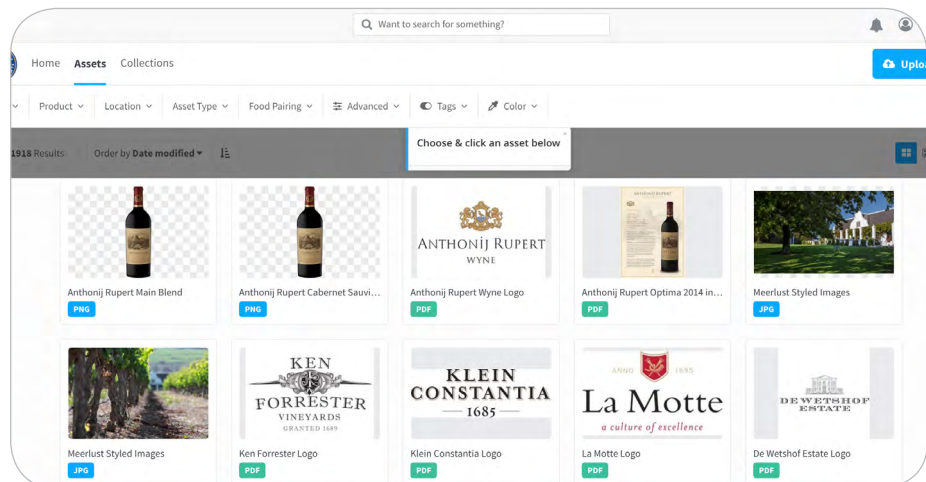 Want to search for something?
Home Assets Collections
Product Location Asset Type Food Pairing Advanced Tags Color
1918 Results Order by Date modified
Choose & click an asset below
ANTHONIJ RUPERT
WYNE
Anthonij Rupert Main Blend
PNG
Anthonij Rupert Cabernet Sauvi...
PNG
Anthonij Rupert Wyne Logo
PDF
Anthonij Rupert Optima 2014 in...
PDF
Meerlust Styled Images
JPG
KEN
FORRESTER
VINEYARDS
GRANTED 1689
KLEIN
CONSTANTIA
1685
ANNO 1695
La Motte
a culture of excellence
DE WETSHOF
ESTATE
Meerlust Styled Images
JPG
Ken Forrester Logo
PDF
Klein Constantia Logo
PDF
La Motte Logo
PDF
De Wetshof Estate Logo
PDF